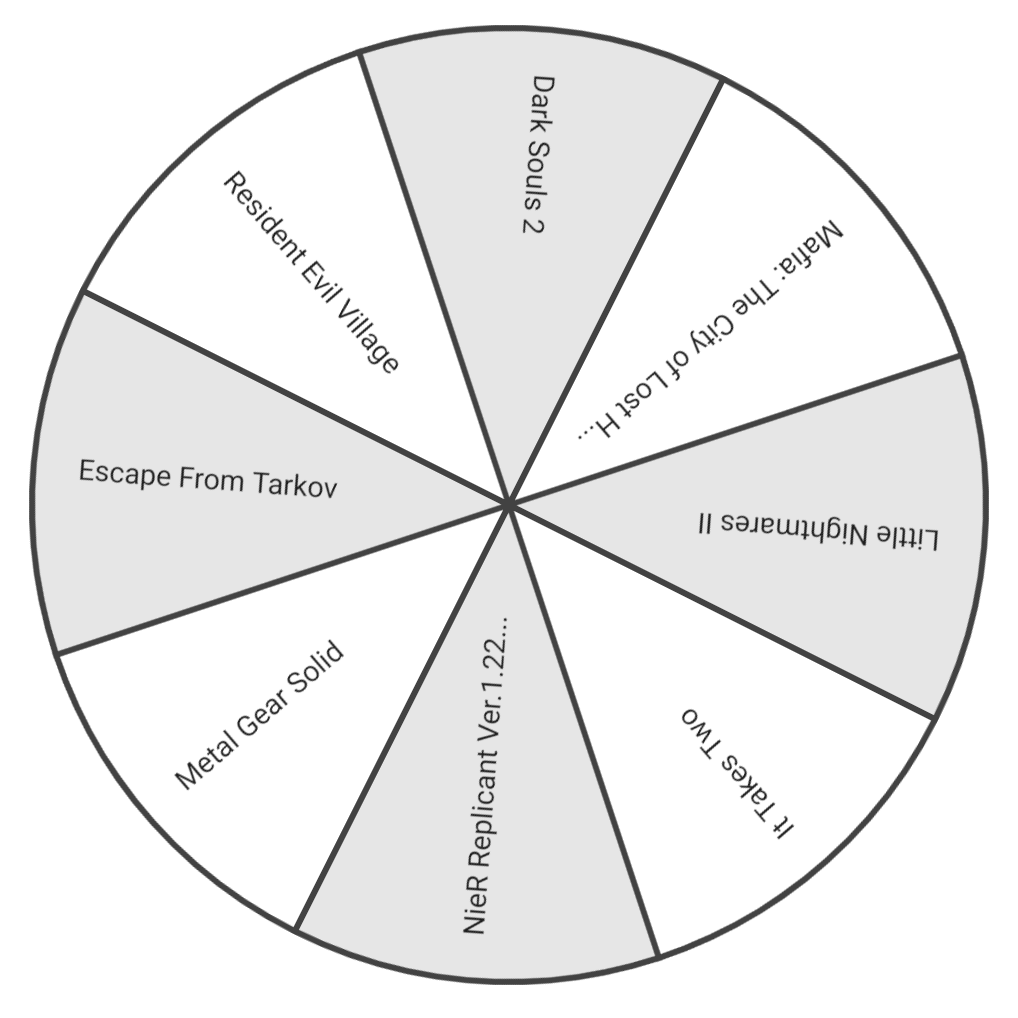 Dark Souls 2
Mafia: The City of Lost H...
Little Nightmares II
It Takes Two
NieR Replicant Ver.1.22...
Metal Gear Solid
Escape From Tarkov
Resident Evil Village